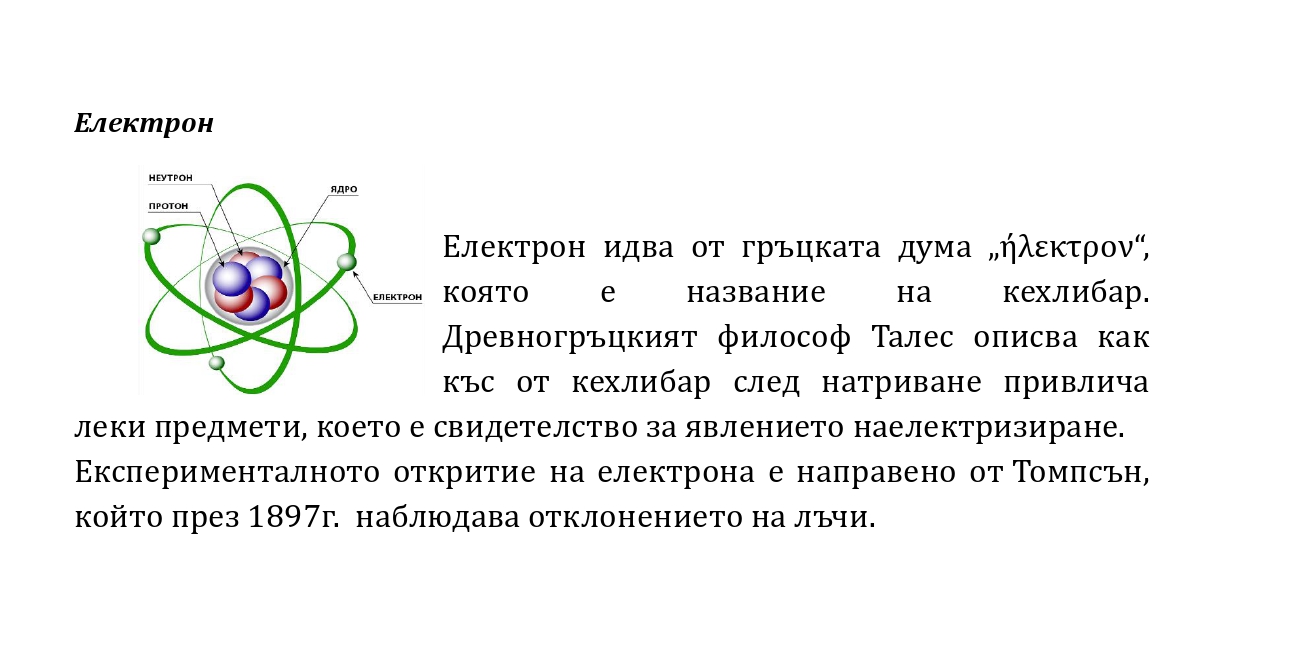 Електрон
НЕУТРОН
ЯДРО
ПРОТОН
ЕЛЕКТРОН
Електрон идва от гръцката дума „ήλεκτρον“,
която е название на кехлибар.
Древногръцкият философ Талес описва как
къс от кехлибар след натриване привлича
леки предмети, което е свидетелство за явлението наелектризиране.
Експерименталното откритие на електрона е направено от Томпсън,
който през 1897г. наблюдава отклонението на лъчи.